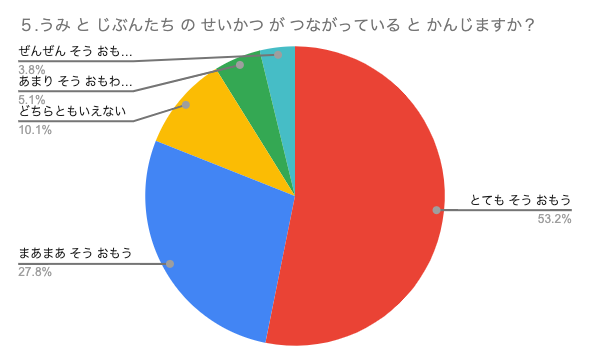 ５.うみ と じぶんたち の せいかつ が つながっている と かんじますか？
ぜんぜん そう おも…
3.8%
あまり そう おもわ…
5.1%
どちらともいえない
10.1%
とても そう おもう
53.2%
まあまあ そう おもう
27.8%